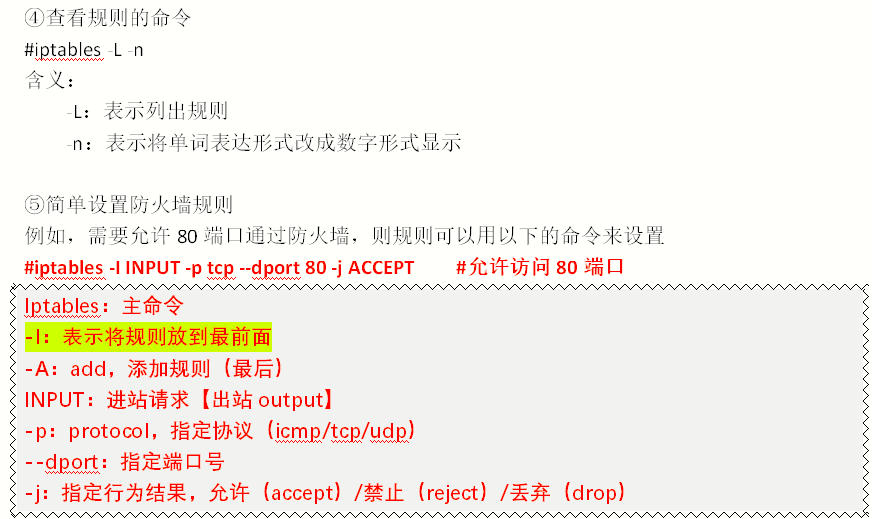 ④查看规则的命令
#iptables -L -n
含义：
-L：表示列出规则
-n：表示将单词表达形式改成数字形式显示
⑤简单设置防火墙规则
例如，需要允许 80 端口通过防火墙，则规则可以用以下的命令来设置
#iptables -I INPUT -p tcp --dport 80 -j ACCEPT #允许访问 80 端口
Iptables：主命令
-I：表示将规则放到最前面
-A：add，添加规则（最后）
INPUT：进站请求【出站 output】
-p：protocol，指定协议（icmp/tcp/udp）
--dport：指定端口号
-j：指定行为结果，允许（accept）/禁止（reject）/丢弃（drop）